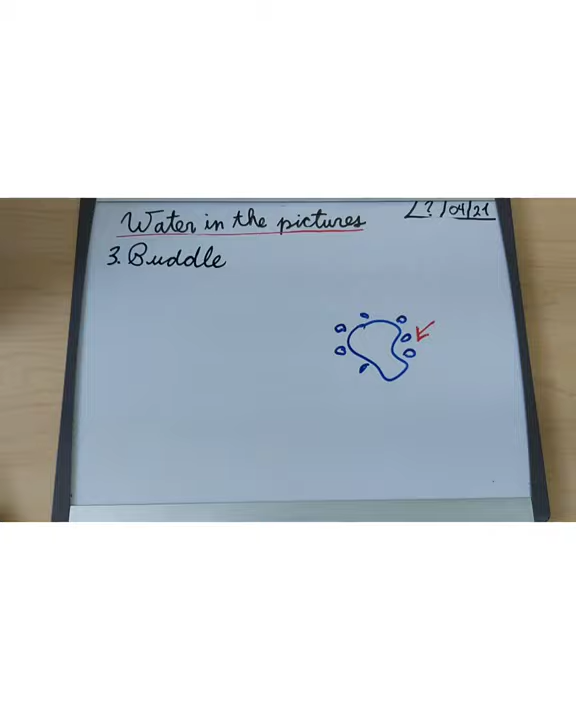 [?]/04/21
Water in the pictures
3. Buddle